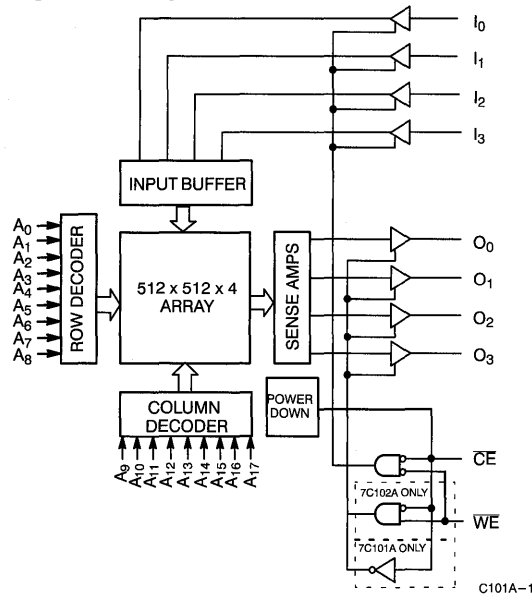 I0
I1
I2
I3
INPUT BUFFER
A0
A1
A2
A3
A4
A5
A6
A7
A8
ROW DECODER
512 x 512 x 4
ARRAY
SENSE AMPS
O0
O1
O2
O3
COLUMN
DECODER
POWER
DOWN
A9
A10
A11
A12
A13
A14
A15
A16
A17
CE
7C102A ONLY
WE
7C101A ONLY
C101A–1